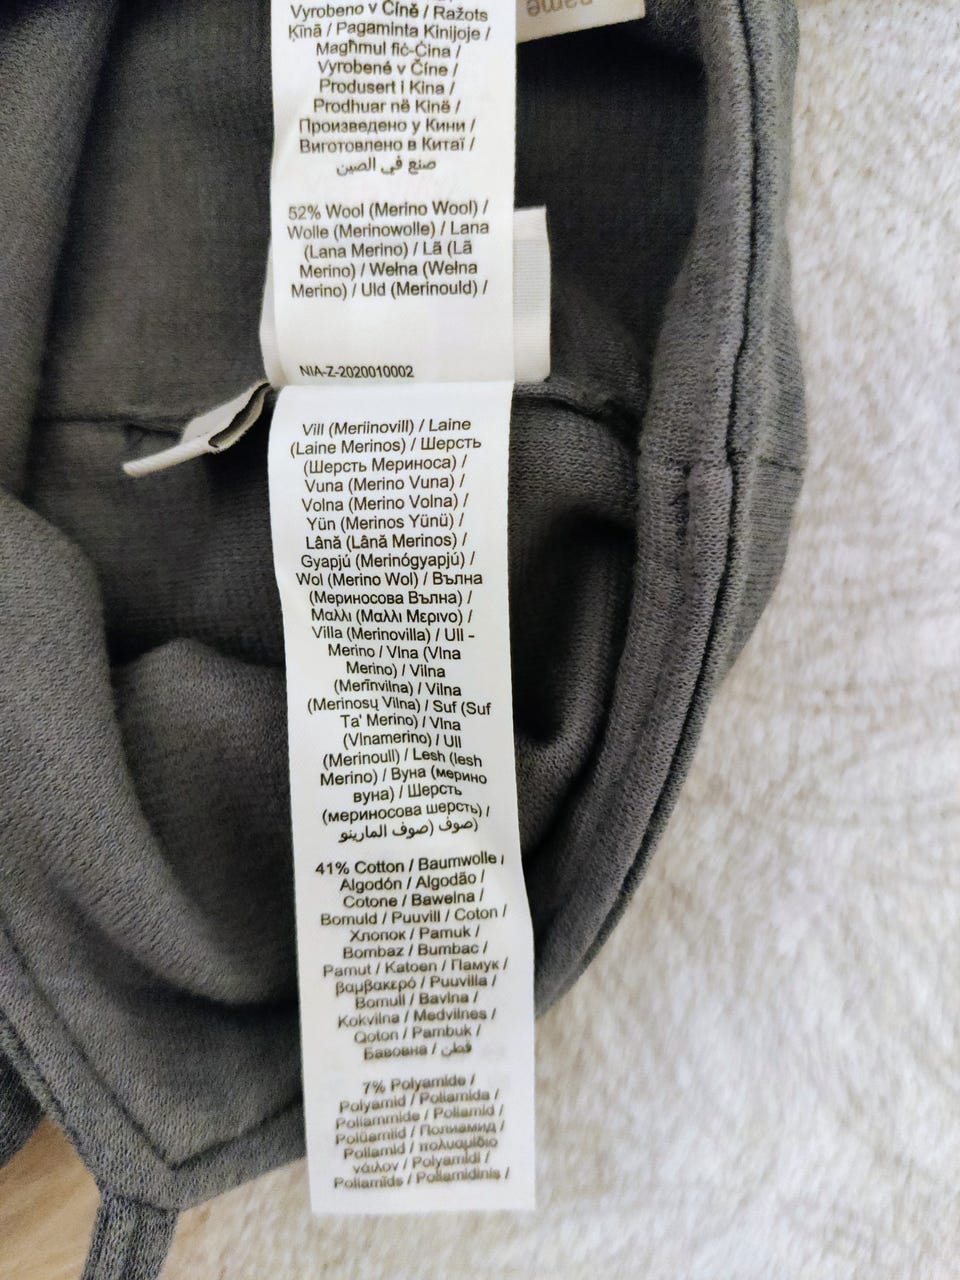 Vyrobeno v Číně / Ražots
Ķīnā / Pagaminta Kinijoje /
Magħmul fiċ-Ċina /
Vyrobené v Číne /
Produsert i Kina /
Prodhuar në Kinë /
Произведено у Кини /
Виготовлено в Китаї /
صنع في الصين
name
52% Wool (Merino Wool) /
Wolle (Merinowolle) / Lana
(Lana Merino) / Lã (Lã
Merino) / Wełna (Wełna
Merino) / Uld (Merinould) /
NIA-Z-2020010002
Vill (Meriinovill) / Laine
(Laine Merinos) / Шерсть
(Шерсть Мериноса) /
Vuna (Merino Vuna) /
Volna (Merino Volna) /
Yün (Merinos Yünü) /
Lână (Lână Merinos) /
Gyapjú (Merinógyapjú) /
Wol (Merino Wol) / Вълна
(Мериносова Вълна) /
Μαλλι (Μαλλι Μερινο) /
Villa (Merinovilla) / Ull -
Merino / Vlna (Vlna
Merino) / Vilna
(Merīnvilna) / Vilna
(Merinosų Vilna) / Suf (Suf
Ta' Merino) / Vlna
(Vlnamerino) / Ull
(Merinoull) / Lesh (lesh
Merino) / Вуна (мерино
вуна) / Шерсть
(мериносова шерсть) /
صوف (صوف المارينو)
41% Cotton / Baumwolle /
Algodón / Algodão /
Cotone / Bawełna /
Bomuld / Puuvill / Coton /
Хлопок / Pamuk /
Bombaz / Bumbac /
Pamut / Katoen / Памук /
βαμβακερό / Puuvilla /
Bomull / Bavlna /
Kokvilna / Medvilnes /
Qoton / Pambuk /
Бавовна / قطن
7% Polyamide /
Polyamid / Poliamida /
Poliammide / Poliamid /
Polüamiid / Полиамид /
Poliamid / πολυαμίδιο
νάιλον / Polyamidi /
Poliamīds / Poliamidinis /